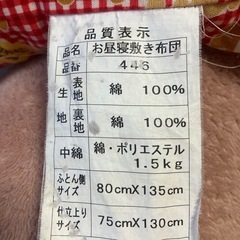 品質表示
品名 お昼寝敷き布団
品番 446
生地 表地 綿 100%
裏地 綿 100%
中綿 綿・ポリエステル 1.5kg
ふとん側サイズ 80cmX135cm
仕立上りサイズ 75cmX130cm